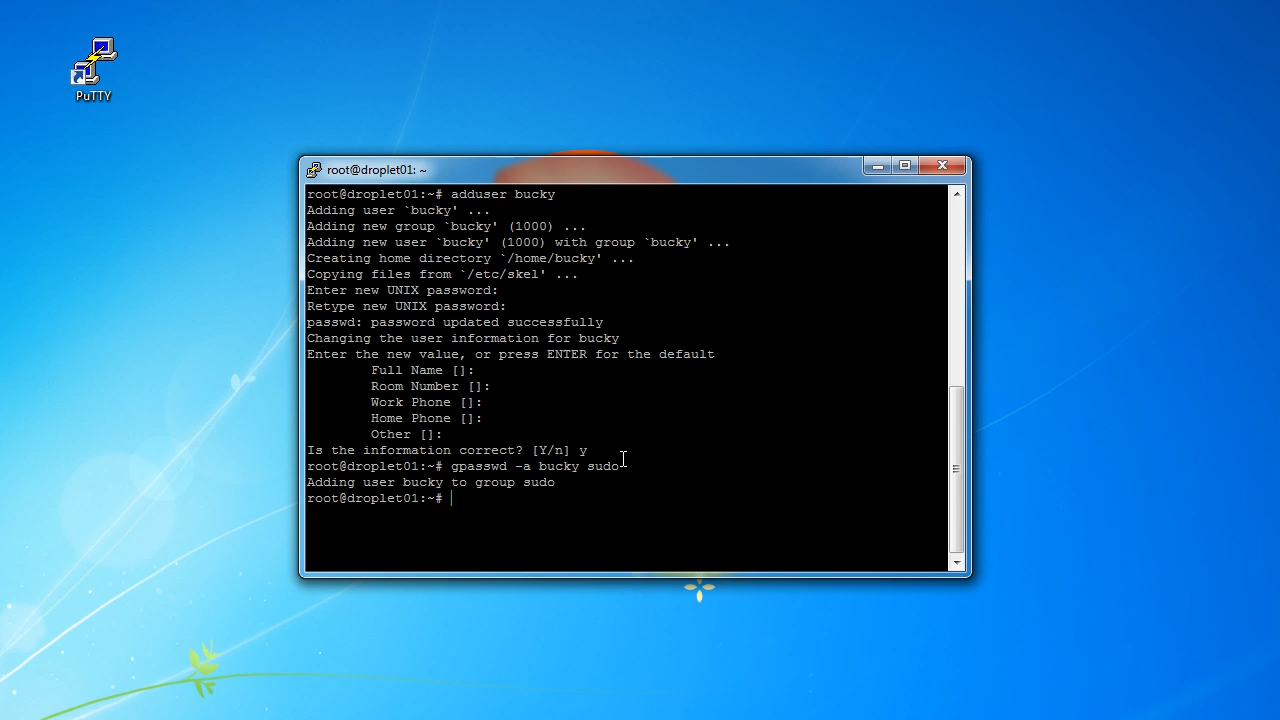 PuTTY
root@droplet01: ~
root@droplet01:~# adduser bucky
Adding user `bucky' ...
Adding new group `bucky' (1000) ...
Adding new user `bucky' (1000) with group `bucky' ...
Creating home directory `/home/bucky' ...
Copying files from `/etc/skel' ...
Enter new UNIX password:
Retype new UNIX password:
passwd: password updated successfully
Changing the user information for bucky
Enter the new value, or press ENTER for the default
Full Name []:
Room Number []:
Work Phone []:
Home Phone []:
Other []:
Is the information correct? [Y/n] y
root@droplet01:~# gpasswd -a bucky sudo
Adding user bucky to group sudo
root@droplet01:~#